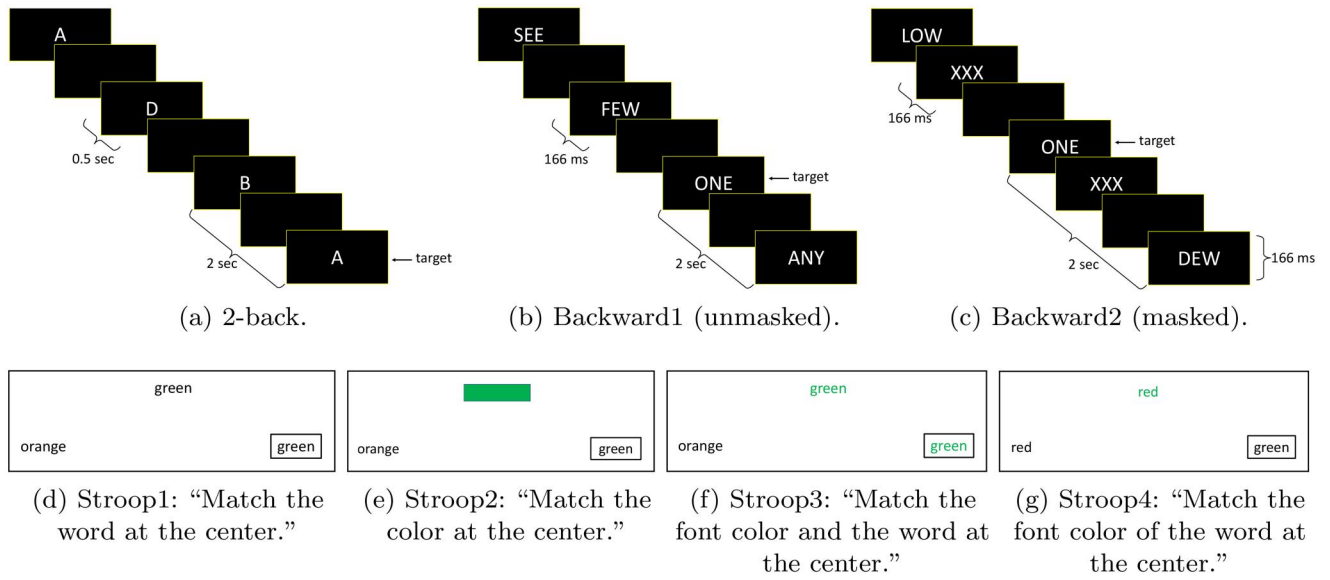 A
D
0.5 sec
B
2 sec
A
target
(a) 2-back.
SEE
FEW
166 ms
ONE
target
2 sec
ANY
(b) Backward1 (unmasked).
LOW
XXX
166 ms
ONE
target
XXX
2 sec
DEW
166 ms
(c) Backward2 (masked).
green
orange
green
(d) Stroop1: “Match the
word at the center.”
orange
green
(e) Stroop2: “Match the
color at the center.”
green
orange
green
(f) Stroop3: “Match the
font color and the word at
the center.”
red
red
green
(g) Stroop4: “Match the
font color of the word at
the center.”